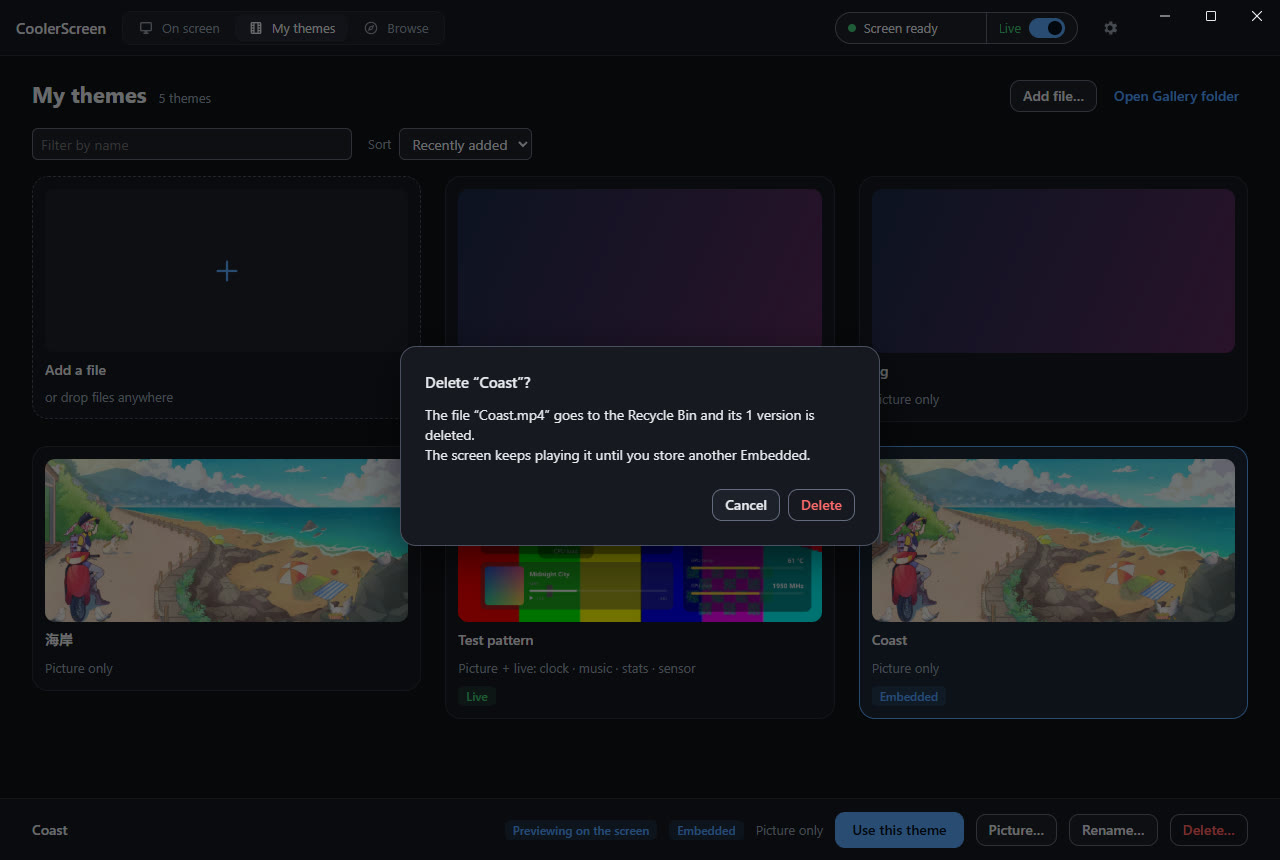 CoolerScreen
On screen
My themes
Browse
Screen ready
Live
My themes
5 themes
Add file...
Open Gallery folder
Filter by name
Sort
Recently added
Add a file
or drop files anywhere
Picture only
Delete “Coast”?
The file “Coast.mp4” goes to the Recycle Bin and its 1 version is
deleted.
The screen keeps playing it until you store another Embedded.
Cancel
Delete
Midnight City
61 °C
1950 MHz
海岸
Picture only
Test pattern
Picture + live: clock · music · stats · sensor
Live
Coast
Picture only
Embedded
Coast
Previewing on the screen
Embedded
Picture only
Use this theme
Picture...
Rename...
Delete...